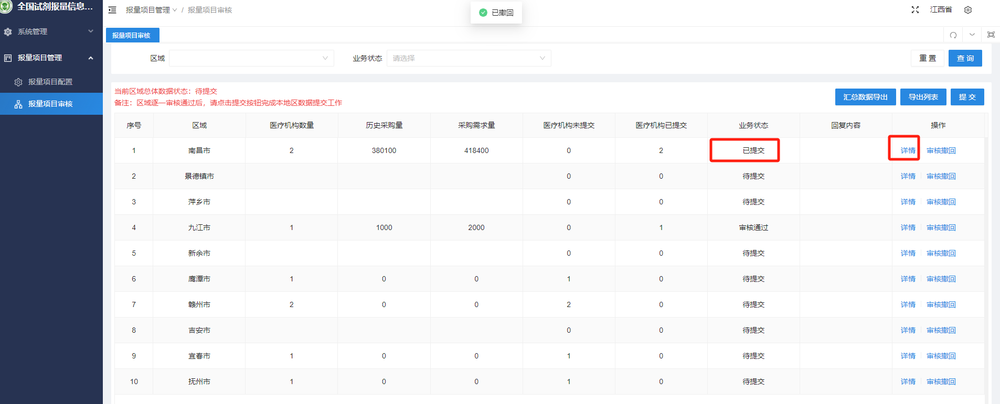 全国试剂报量信息...
报量项目管理 / 报量项目审核
已撤回
江西省
系统管理
报量项目管理
报量项目配置
报量项目审核
报量项目审核
区域
业务状态 请选择
重 置 查 询
当前区域总体数据状态：待提交
备注：区域逐一审核通过后，请点击提交按钮完成本地区数据提交工作
汇总数据导出 导出列表 提 交
序号 区域 医疗机构数量 历史采购量 采购需求量 医疗机构未提交 医疗机构已提交 业务状态 回复内容 操作
1 南昌市 2 380100 418400 0 2 已提交 详情 审核撤回
2 景德镇市 0 0 待提交 详情 审核撤回
3 萍乡市 0 0 待提交 详情 审核撤回
4 九江市 1 1000 2000 0 1 审核通过 详情 审核撤回
5 新余市 0 0 待提交 详情 审核撤回
6 鹰潭市 1 0 0 1 0 待提交 详情 审核撤回
7 赣州市 2 0 0 2 0 待提交 详情 审核撤回
8 吉安市 0 0 待提交 详情 审核撤回
9 宜春市 1 0 0 1 0 待提交 详情 审核撤回
10 抚州市 1 0 0 1 0 待提交 详情 审核撤回